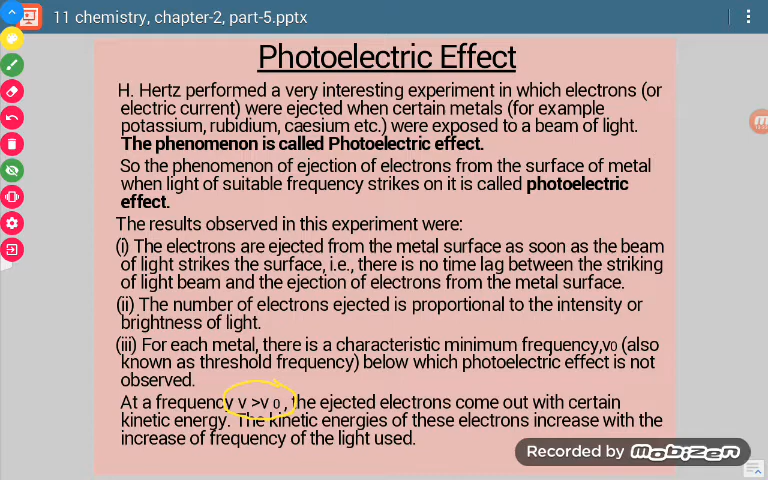 11 chemistry, chapter-2, part-5.pptx
Photoelectric Effect
H. Hertz performed a very interesting experiment in which electrons (or
electric current) were ejected when certain metals (for example
potassium, rubidium, caesium etc.) were exposed to a beam of light.
The phenomenon is called Photoelectric effect.
So the phenomenon of ejection of electrons from the surface of metal
when light of suitable frequency strikes on it is called photoelectric
effect.
The results observed in this experiment were:
(i) The electrons are ejected from the metal surface as soon as the beam
of light strikes the surface, i.e., there is no time lag between the striking
of light beam and the ejection of electrons from the metal surface.
(ii) The number of electrons ejected is proportional to the intensity or
brightness of light.
(iii) For each metal, there is a characteristic minimum frequency,ν0 (also
known as threshold frequency) below which photoelectric effect is not
observed.
At a frequency ν >ν 0 , the ejected electrons come out with certain
kinetic energy. The kinetic energies of these electrons increase with the
increase of frequency of the light used.
Recorded by mobizen